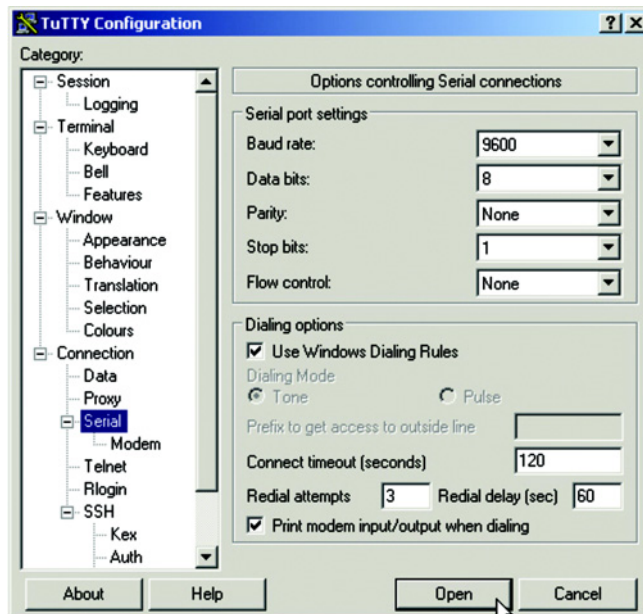 TuTTY Configuration
Category:
Session
Logging
Terminal
Keyboard
Bell
Features
Window
Appearance
Behaviour
Translation
Selection
Colours
Connection
Data
Proxy
Serial
Modem
Telnet
Rlogin
SSH
Kex
Auth
Options controlling Serial connections
Serial port settings
Baud rate: 9600
Data bits: 8
Parity: None
Stop bits: 1
Flow control: None
Dialing options
Use Windows Dialing Rules
Dialing Mode
Tone Pulse
Prefix to get access to outside line
Connect timeout (seconds) 120
Redial attempts 3 Redial delay (sec) 60
Print modem input/output when dialing
About Help Open Cancel